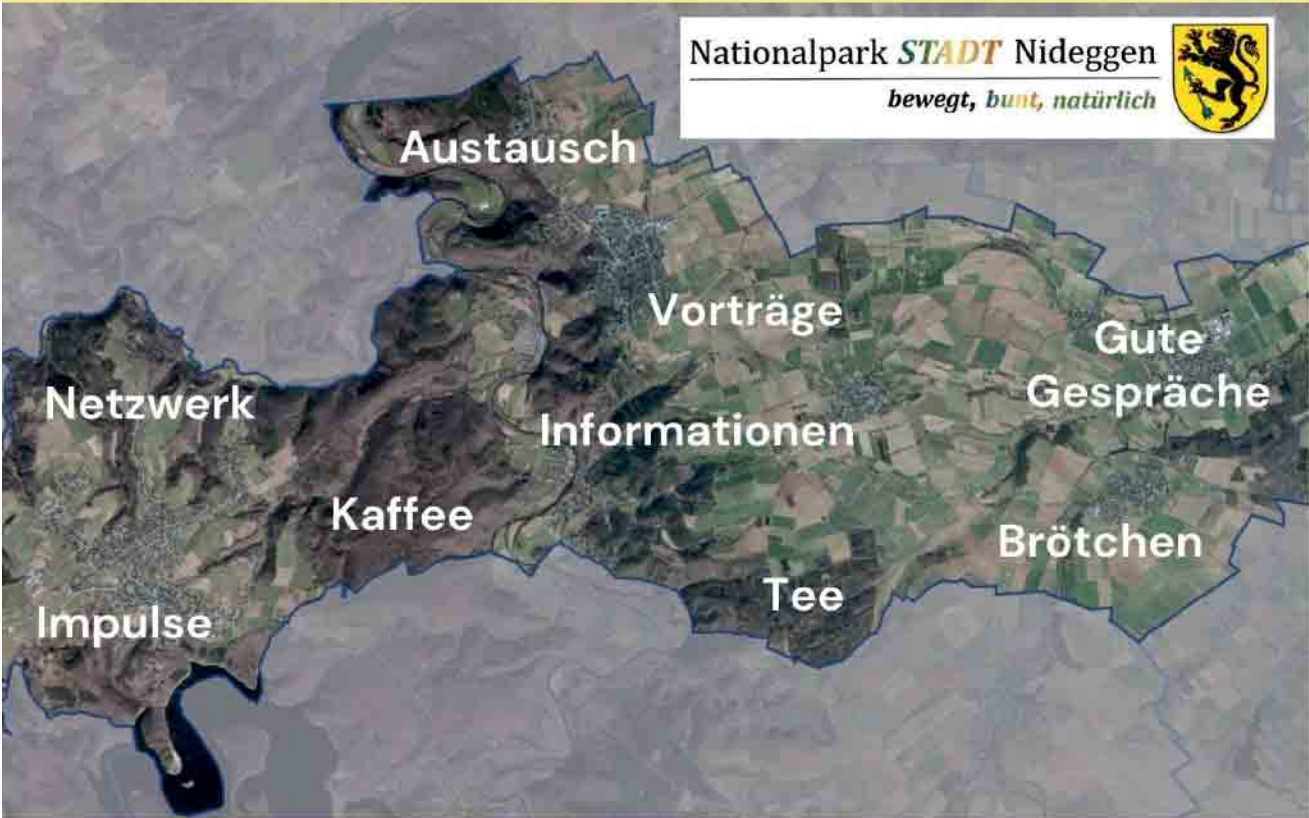 Nationalpark STADT Nideggen
bewegt, bunt, natürlich
Austausch
Vorträge
Gute
Gespräche
Netzwerk
Informationen
Kaffee
Brötchen
Tee
Impulse